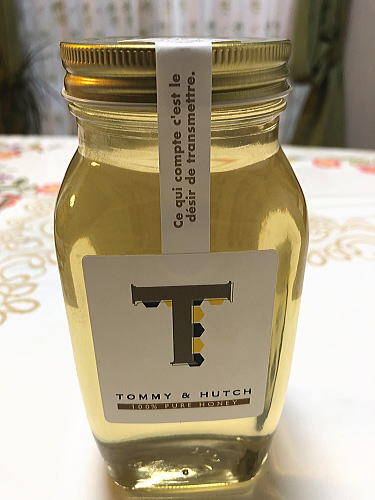 Ce qui compte c'est le
désir de transmettre.
T
TOMMY & HUTCH
100% PURE HONEY